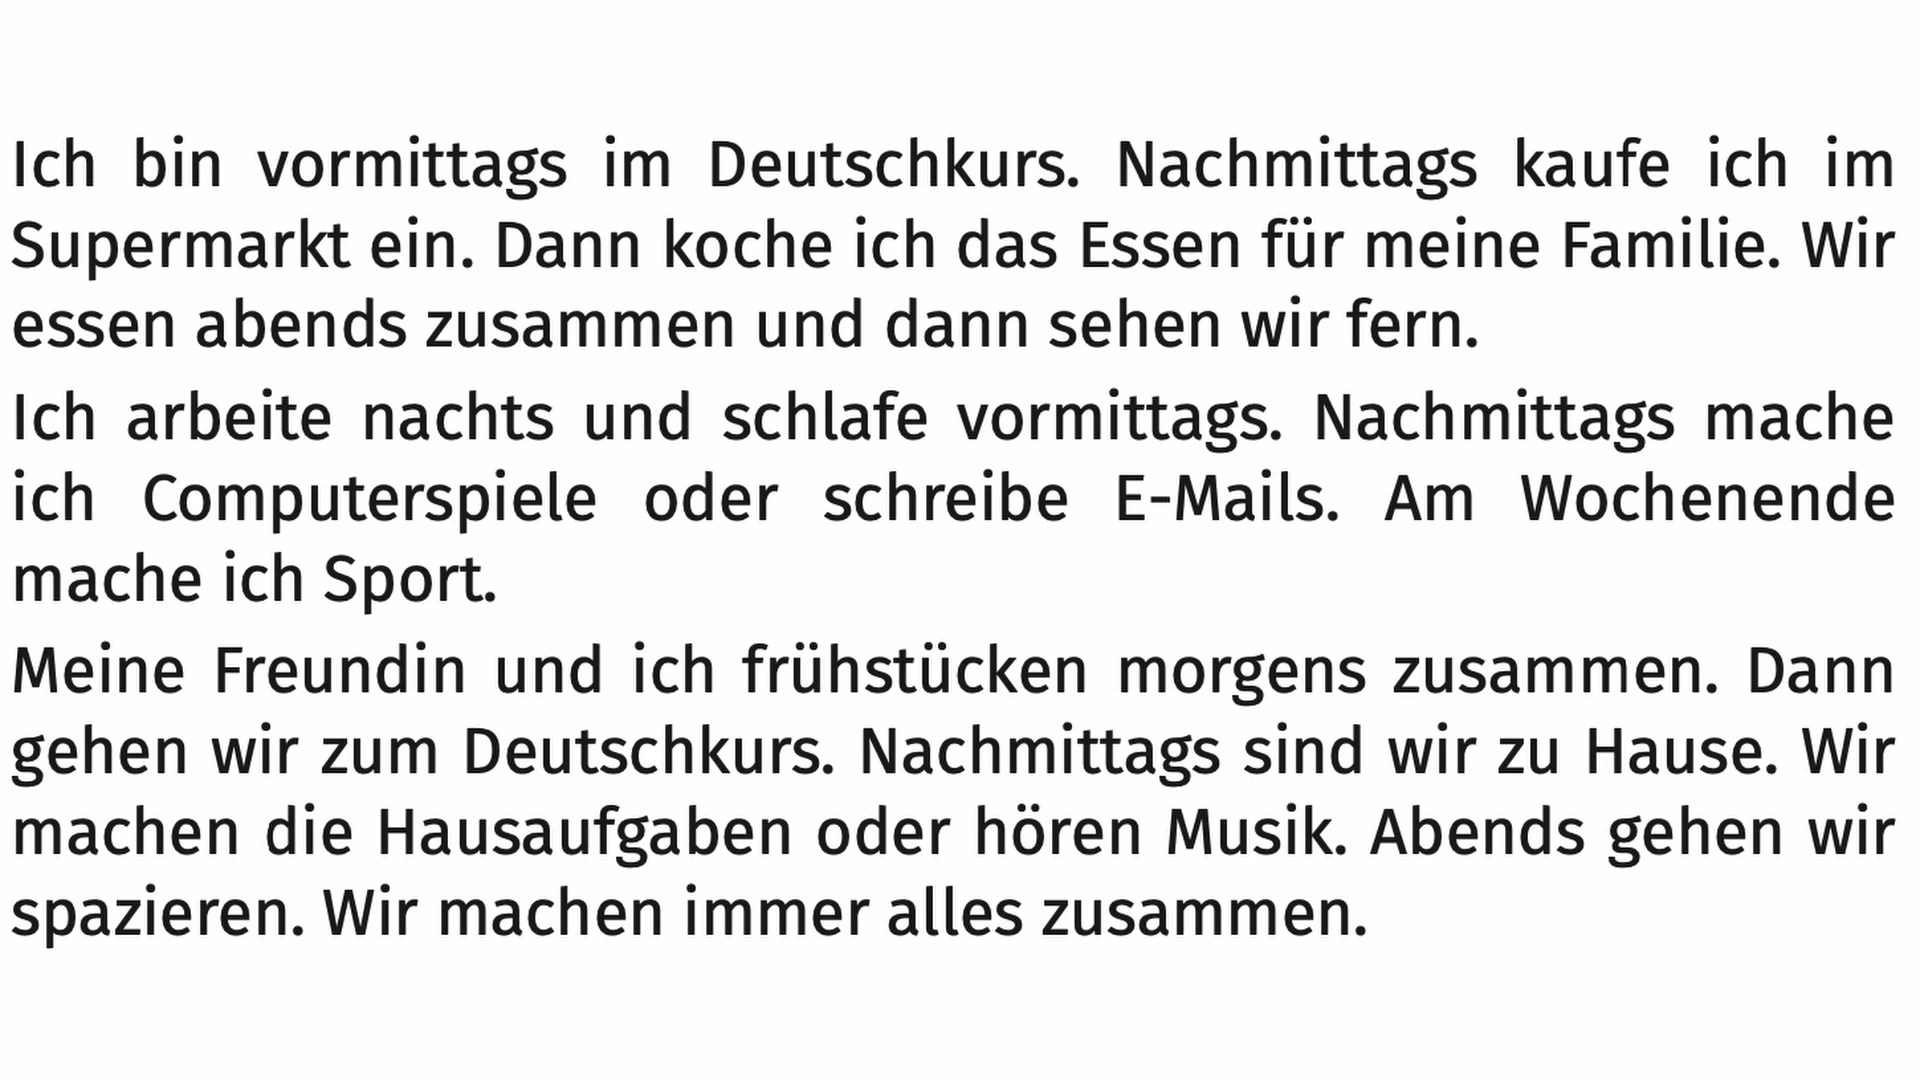 Ich bin vormittags im Deutschkurs. Nachmittags kaufe ich im
Supermarkt ein. Dann koche ich das Essen für meine Familie. Wir
essen abends zusammen und dann sehen wir fern.
Ich arbeite nachts und schlafe vormittags. Nachmittags mache
ich Computerspiele oder schreibe E-Mails. Am Wochenende
mache ich Sport.
Meine Freundin und ich frühstücken morgens zusammen. Dann
gehen wir zum Deutschkurs. Nachmittags sind wir zu Hause. Wir
machen die Hausaufgaben oder hören Musik. Abends gehen wir
spazieren. Wir machen immer alles zusammen.